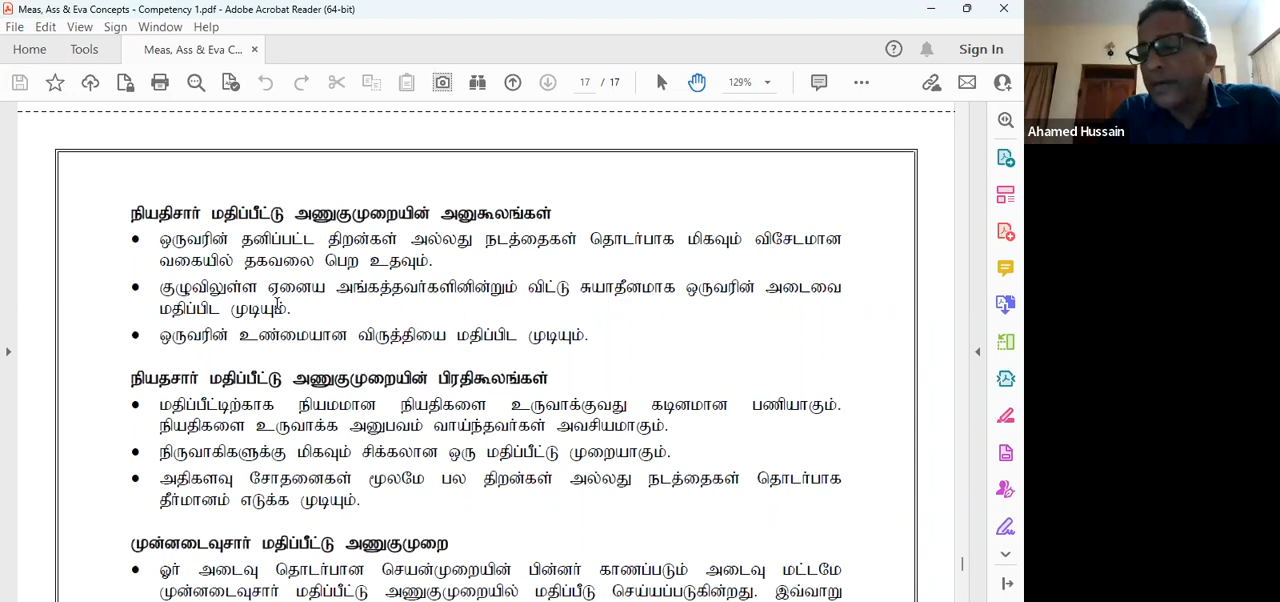 Meas, Ass & Eva Concepts - Competency 1.pdf - Adobe Acrobat Reader (64-bit)
File Edit View Sign Window Help
Home Tools Meas, Ass & Eva C... × Sign In
17 / 17 129%
Ahamed Hussain
நியதிசார் மதிப்பீட்டு அணுகுமுறையின் அனுகூலங்கள்
• ஒருவரின் தனிப்பட்ட திறன்கள் அல்லது நடத்தைகள் தொடர்பாக மிகவும் விசேடமான
வகையில் தகவலை பெற உதவும்.
• குழுவிலுள்ள ஏனைய அங்கத்தவர்களினின்றும் விட்டு சுயாதீனமாக ஒருவரின் அடைவை
மதிப்பிட முடியும்.
• ஒருவரின் உண்மையான விருத்தியை மதிப்பிட முடியும்.
நியதசார் மதிப்பீட்டு அணுகுமுறையின் பிரதிகூலங்கள்
• மதிப்பீட்டிற்காக நியமமான நியதிகளை உருவாக்குவது கடினமான பணியாகும்.
நியதிகளை உருவாக்க அனுபவம் வாய்ந்தவர்கள் அவசியமாகும்.
• நிருவாகிகளுக்கு மிகவும் சிக்கலான ஒரு மதிப்பீட்டு முறையாகும்.
• அதிகளவு சோதனைகள் மூலமே பல திறன்கள் அல்லது நடத்தைகள் தொடர்பாக
தீர்மானம் எடுக்க முடியும்.
முன்னடைவுசார் மதிப்பீட்டு அணுகுமுறை
• ஓர் அடைவு தொடர்பான செயன்முறையின் பின்னர் காணப்படும் அடைவு மட்டமே
முன்னடைவுசார் மதிப்பீட்டு அணுகுமுறையில் மதிப்பீடு செய்யப்படுகின்றது. இவ்வாறு